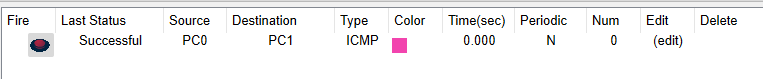 Fire Last Status Source Destination Type Color Time(sec) Periodic Num Edit Delete
Successful PC0 PC1 ICMP 0.000 N 0 (edit)